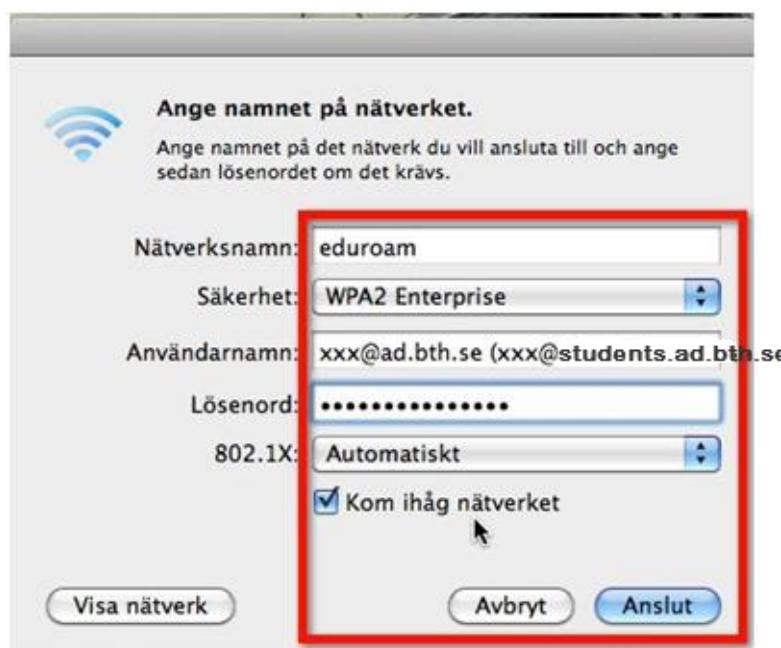 Ange namnet på nätverket.
Ange namnet på det nätverk du vill ansluta till och ange
sedan lösenordet om det krävs.
Nätverksnamn: eduroam
Säkerhet: WPA2 Enterprise
Användarnamn: xxx@ad.bth.se (xxx@students.ad.bth.se
Lösenord: •••••••••••••••
802.1X: Automatiskt
Kom ihåg nätverket
Visa nätverk Avbryt Anslut